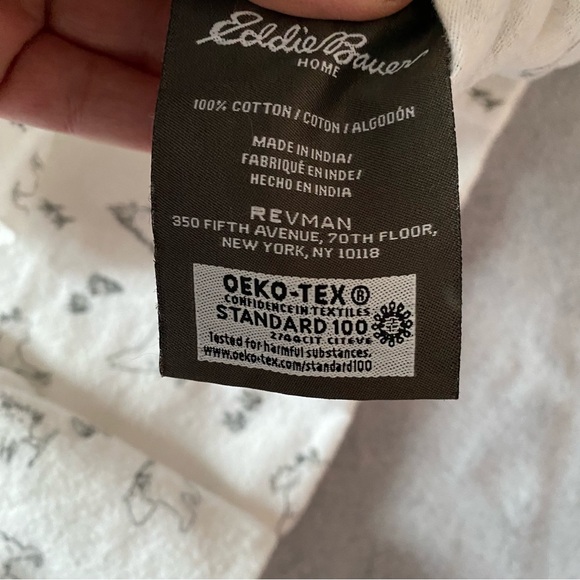 Eddie Bauer
HOME
100% COTTON / COTON / ALGODÓN
MADE IN INDIA/
FABRIQUÉ EN INDE/
HECHO EN INDIA
REVMAN
350 FIFTH AVENUE, 70TH FLOOR,
NEW YORK, NY 10118
OEKO-TEX ®
CONFIDENCE IN TEXTILES
STANDARD 100
CITEVE
Tested for harmful substances.
www.oeko-tex.com/standard100